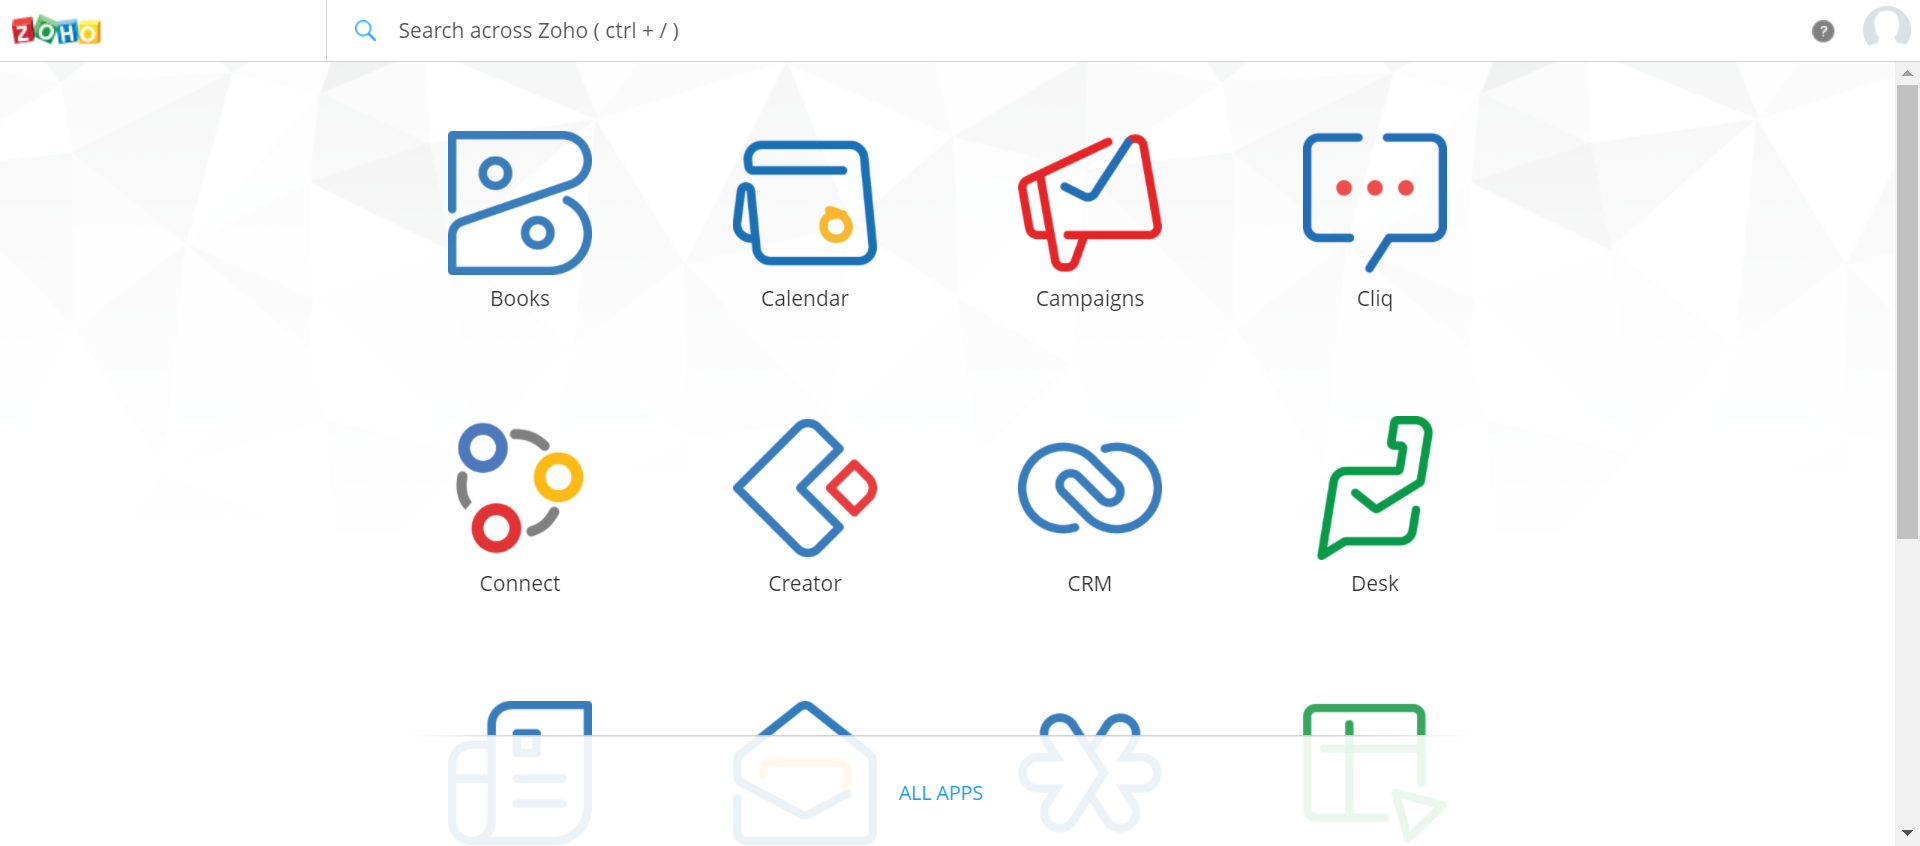 ZOHO
Search across Zoho ( ctrl + / )
?
Books
Calendar
Campaigns
Cliq
Connect
Creator
CRM
Desk
ALL APPS